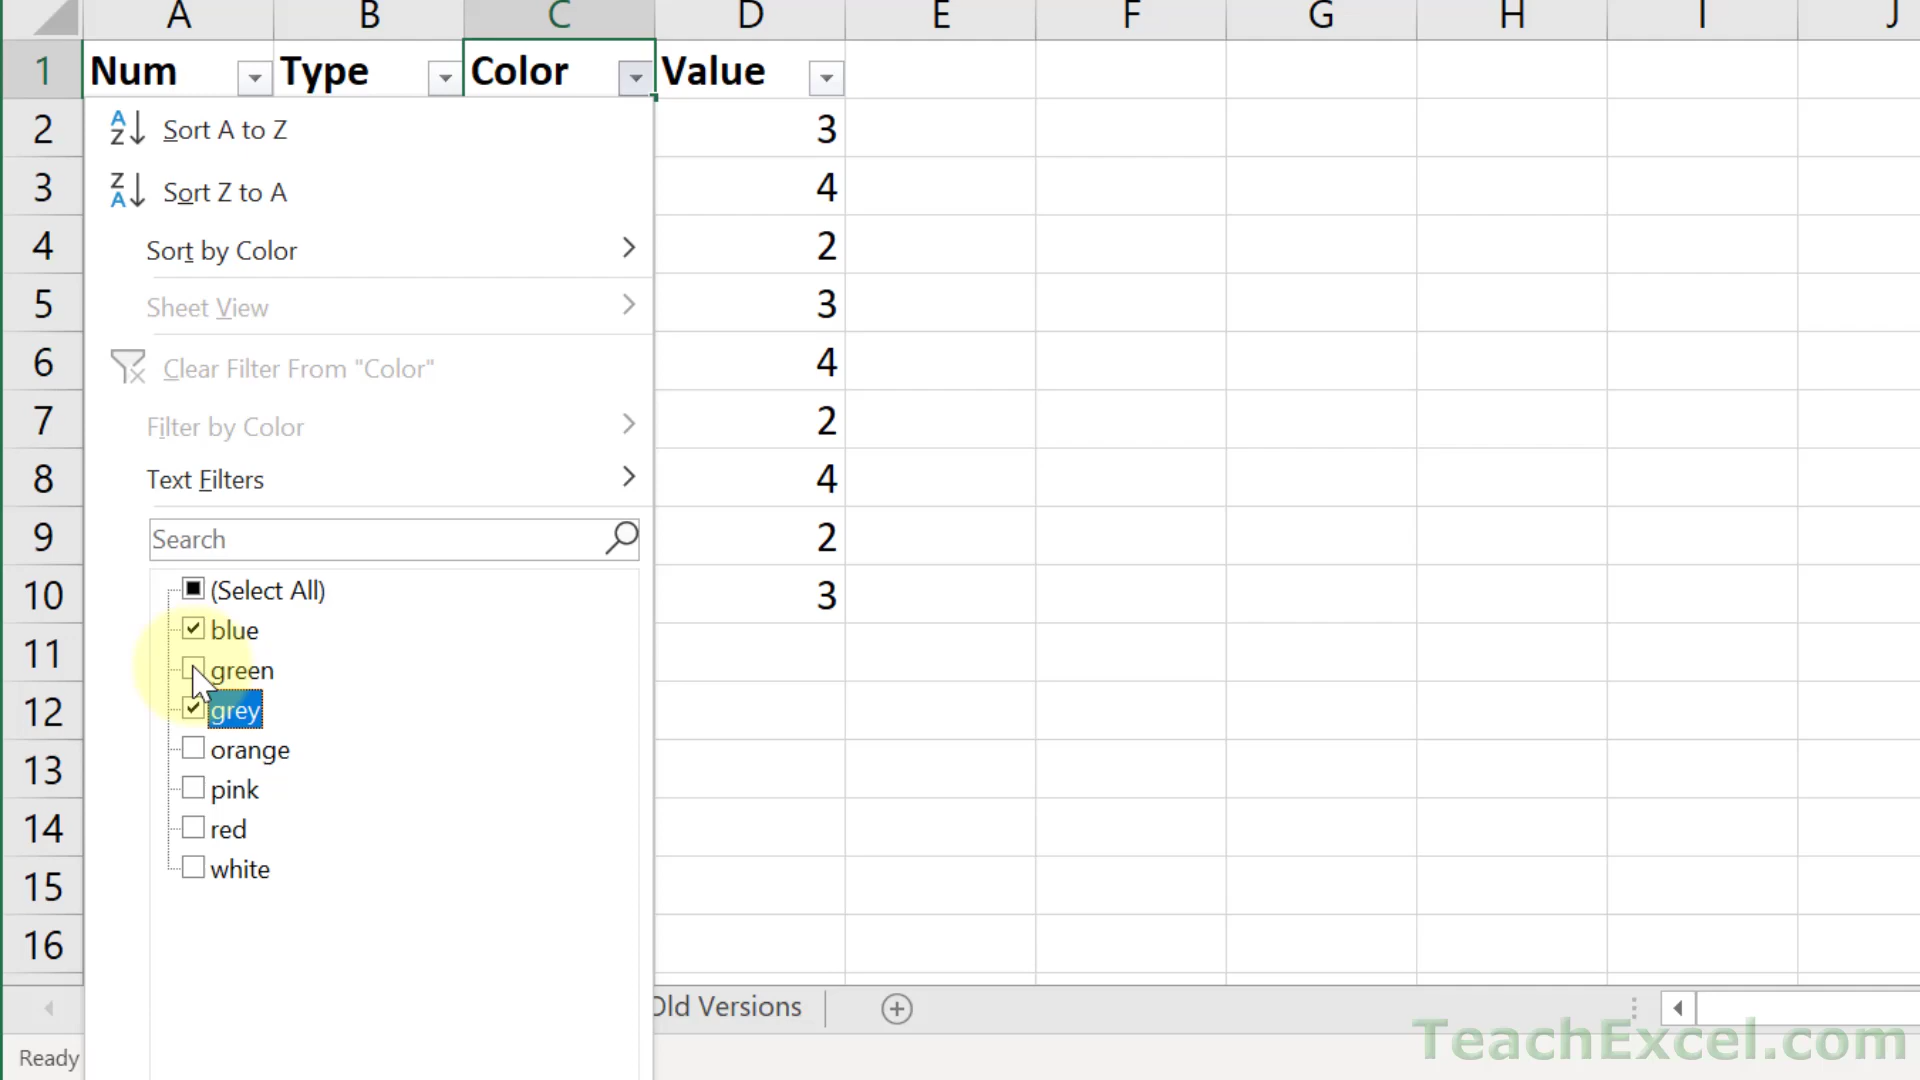 A B C D E F G H I J
1 Num Type Color Value
Sort A to Z
2 3
Sort Z to A
3 4
Sort by Color
4 2
Sheet View
5 3
Clear Filter From "Color"
6 4
Filter by Color
7 2
Text Filters
8 4
Search
9 2
(Select All)
10 3
blue
11
green
12
grey
orange
13
pink
14
red
15
white
16
Old Versions
Ready
TeachExcel.com